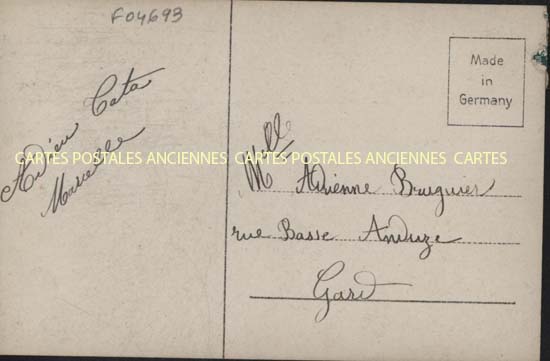 F04693
Adieu Cata
Marcelle
Made
in
Germany
CARTES POSTALES ANCIENNES CARTES POSTALES ANCIENNES CARTES
Mlle
Adrienne Bruguier
rue Basse Anduze
Gard